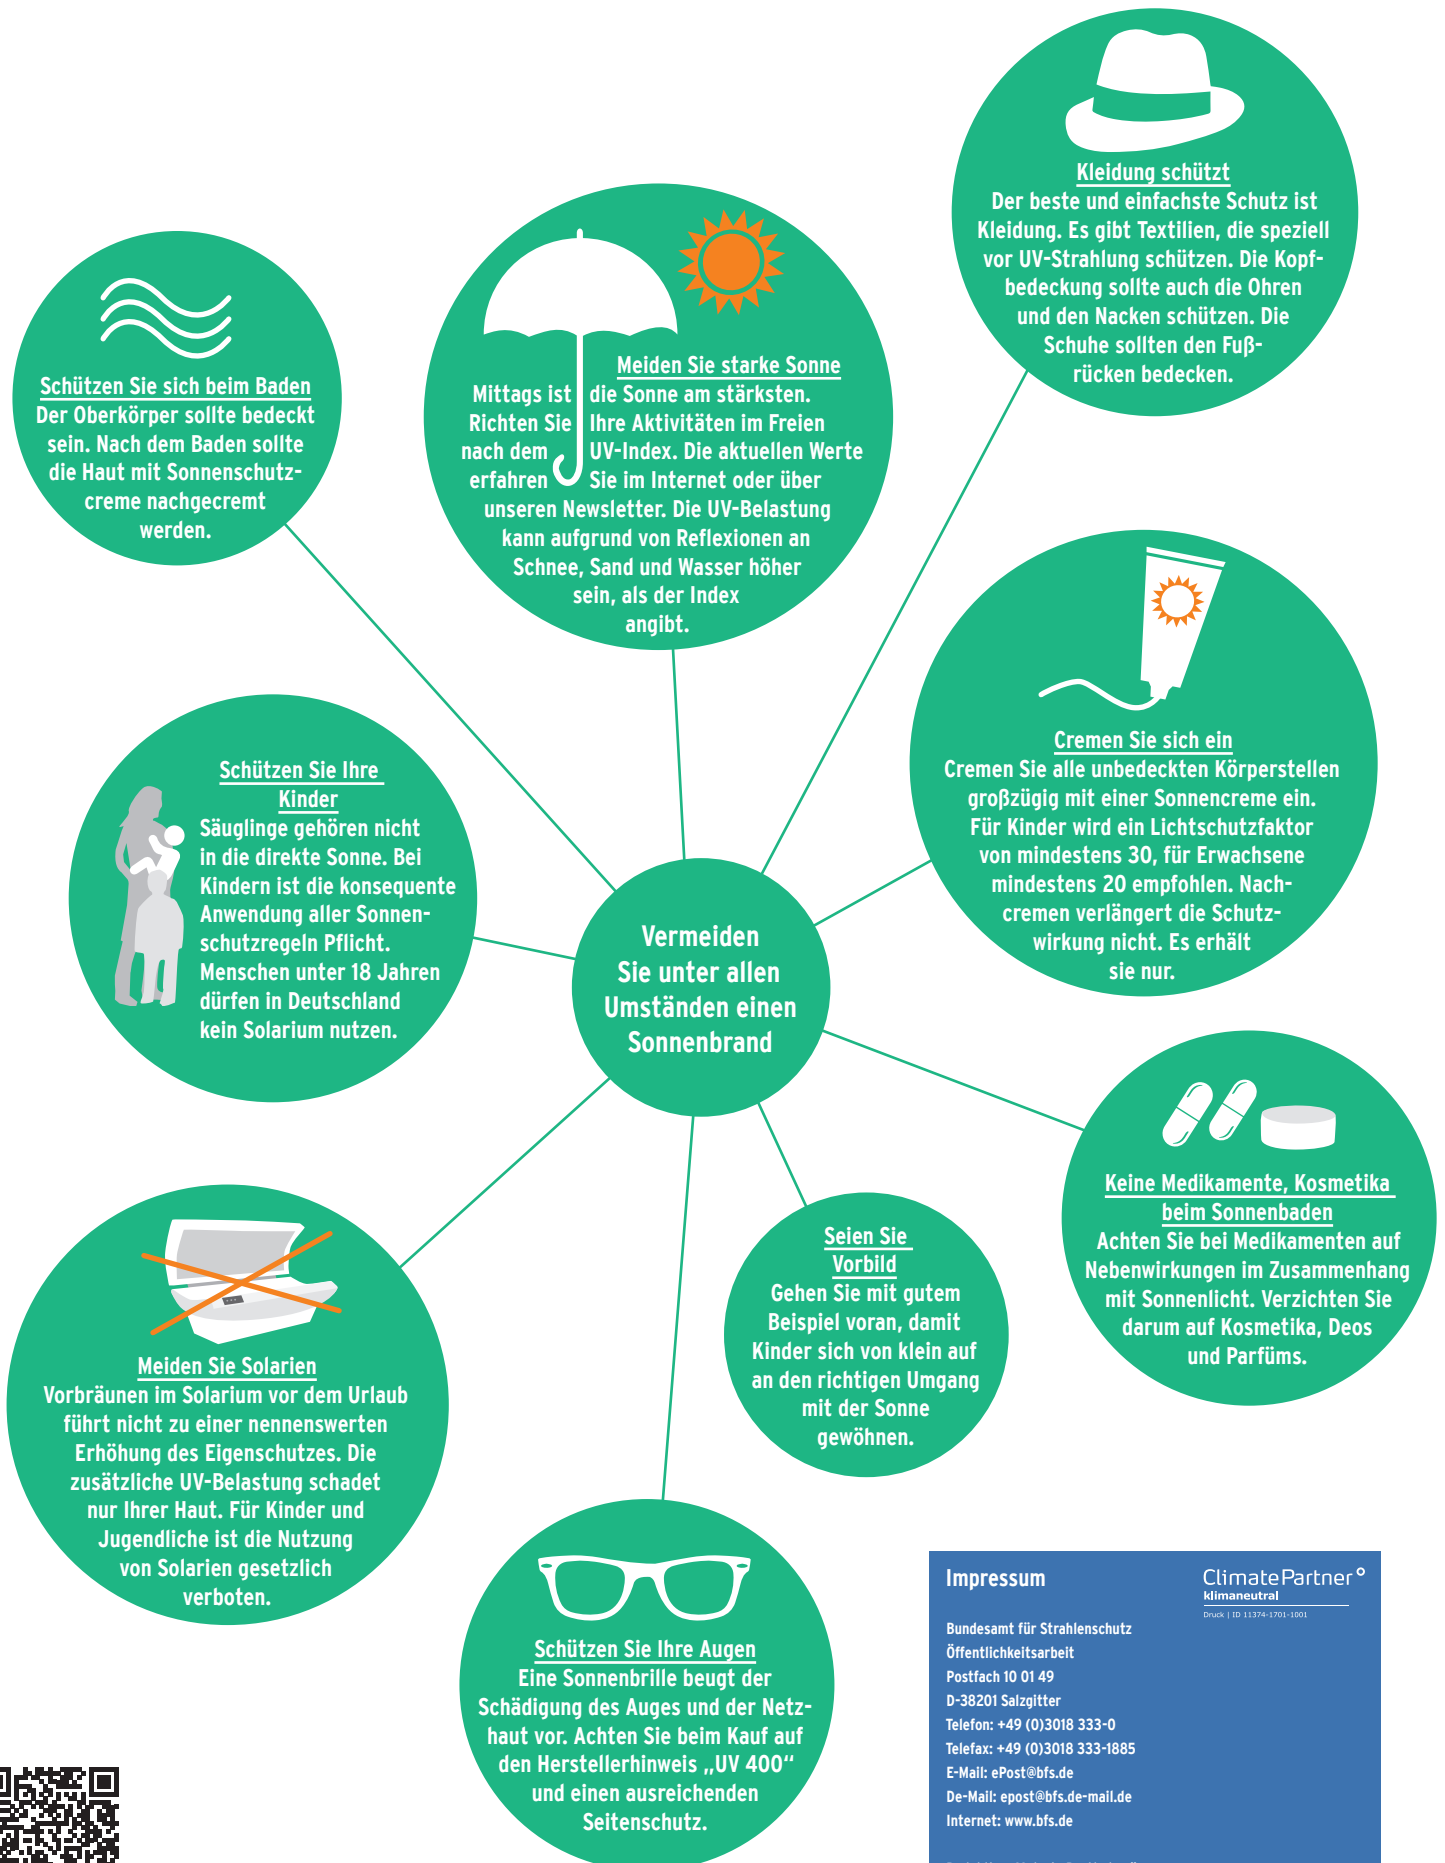 Kleidung schützt
Der beste und einfachste Schutz ist
Kleidung. Es gibt Textilien, die speziell
vor UV-Strahlung schützen. Die Kopf-
bedeckung sollte auch die Ohren
und den Nacken schützen. Die
Schuhe sollten den Fuß-
rücken bedecken.
Meiden Sie starke Sonne
Mittags ist die Sonne am stärksten.
Richten Sie Ihre Aktivitäten im Freien
nach dem UV-Index. Die aktuellen Werte
erfahren Sie im Internet oder über
unseren Newsletter. Die UV-Belastung
kann aufgrund von Reflexionen an
Schnee, Sand und Wasser höher
sein, als der Index
angibt.
Schützen Sie sich beim Baden
Der Oberkörper sollte bedeckt
sein. Nach dem Baden sollte
die Haut mit Sonnenschutz-
creme nachgecremt
werden.
Cremen Sie sich ein
Cremen Sie alle unbedeckten Körperstellen
großzügig mit einer Sonnencreme ein.
Für Kinder wird ein Lichtschutzfaktor
von mindestens 30, für Erwachsene
mindestens 20 empfohlen. Nach-
cremen verlängert die Schutz-
wirkung nicht. Es erhält
sie nur.
Schützen Sie Ihre
Kinder
Säuglinge gehören nicht
in die direkte Sonne. Bei
Kindern ist die konsequente
Anwendung aller Sonnen-
schutzregeln Pflicht.
Menschen unter 18 Jahren
dürfen in Deutschland
kein Solarium nutzen.
Vermeiden
Sie unter allen
Umständen einen
Sonnenbrand
Keine Medikamente, Kosmetika
beim Sonnenbaden
Achten Sie bei Medikamenten auf
Nebenwirkungen im Zusammenhang
mit Sonnenlicht. Verzichten Sie
darum auf Kosmetika, Deos
und Parfüms.
Seien Sie
Vorbild
Gehen Sie mit gutem
Beispiel voran, damit
Kinder sich von klein auf
an den richtigen Umgang
mit der Sonne
gewöhnen.
Meiden Sie Solarien
Vorbräunen im Solarium vor dem Urlaub
führt nicht zu einer nennenswerten
Erhöhung des Eigenschutzes. Die
zusätzliche UV-Belastung schadet
nur Ihrer Haut. Für Kinder und
Jugendliche ist die Nutzung
von Solarien gesetzlich
verboten.
Schützen Sie Ihre Augen
Eine Sonnenbrille beugt der
Schädigung des Auges und der Netz-
haut vor. Achten Sie beim Kauf auf
den Herstellerhinweis „UV 400“
und einen ausreichenden
Seitenschutz.
Impressum
ClimatePartner°
klimaneutral
Druck | ID 11374-1701-1001
Bundesamt für Strahlenschutz
Öffentlichkeitsarbeit
Postfach 10 01 49
D-38201 Salzgitter
Telefon: +49 (0)3018 333-0
Telefax: +49 (0)3018 333-1885
E-Mail: ePost@bfs.de
De-Mail: epost@bfs.de-mail.de
Internet: www.bfs.de